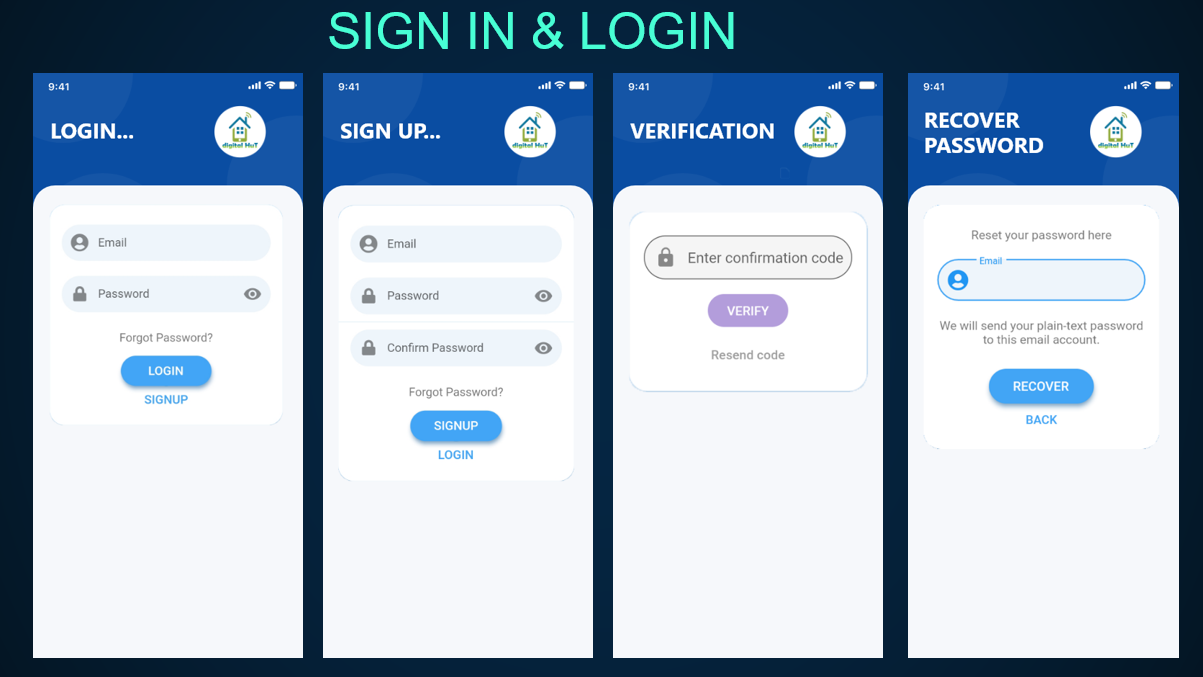 SIGN IN & LOGIN
9:41
LOGIN...
digital HuT
Email
Password
Forgot Password?
LOGIN
SIGNUP
9:41
SIGN UP...
digital HuT
Email
Password
Confirm Password
Forgot Password?
SIGNUP
LOGIN
9:41
VERIFICATION
digital HuT
Enter confirmation code
VERIFY
Resend code
9:41
RECOVER
PASSWORD
digital HuT
Reset your password here
Email
We will send your plain-text password
to this email account.
RECOVER
BACK